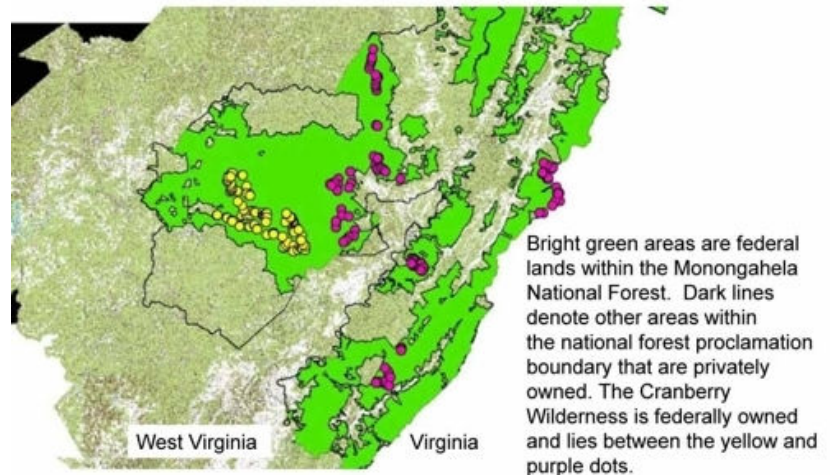 Bright green areas are federal
lands within the Monongahela
National Forest.  Dark lines
denote other areas within
the national forest proclamation
boundary that are privately
owned. The Cranberry
Wilderness is federally owned
and lies between the yellow and
purple dots.
West Virginia
Virginia